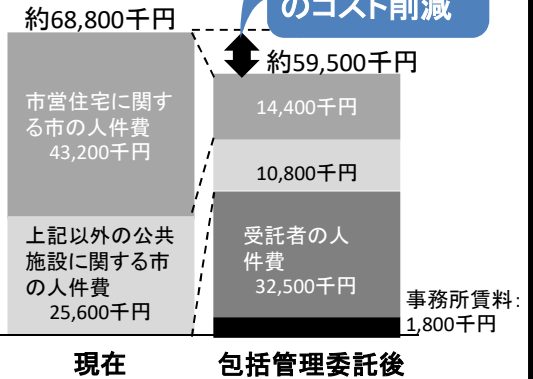 のコスト削減
約68,800千円
約59,500千円
市営住宅に関す
る市の人件費
43,200千円
上記以外の公共
施設に関する市
の人件費
25,600千円
14,400千円
10,800千円
受託者の人
件費
32,500千円
事務所賃料:
1,800千円
現在
包括管理委託後